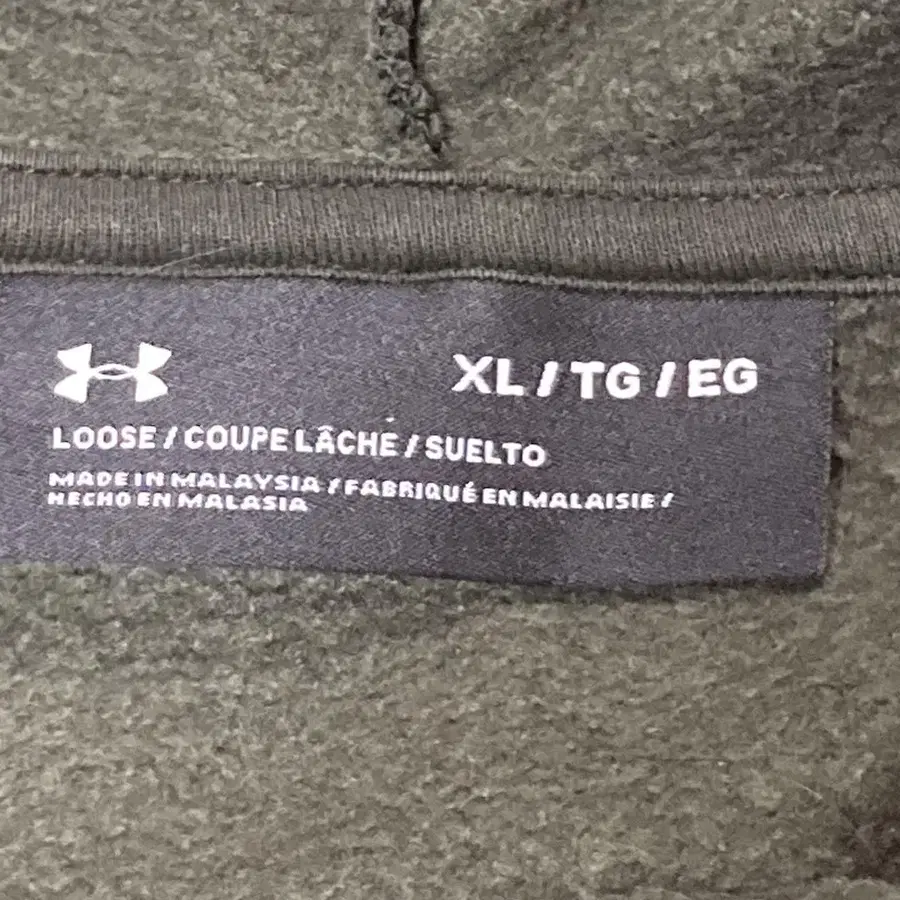 XL / TG / EG
LOOSE / COUPE LÂCHE / SUELTO
MADE IN MALAYSIA / FABRIQUÉ EN MALAISIE /
HECHO EN MALASIA